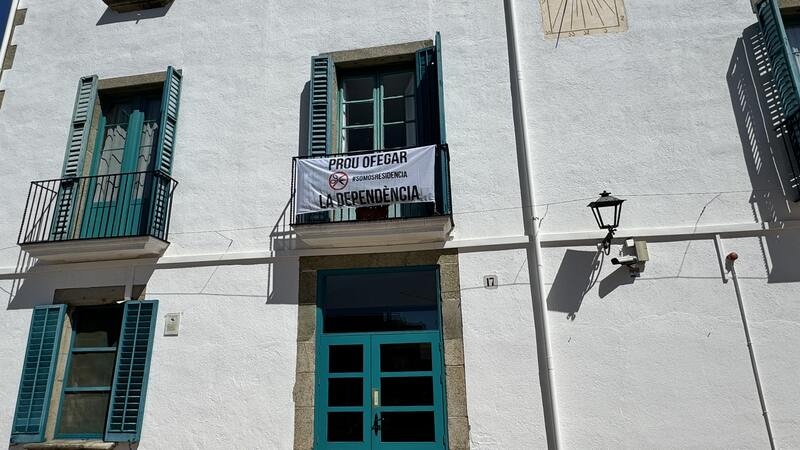 PROU OFEGAR
#SOMOSRESIDENCIA
LA DEPENDÈNCIA
17